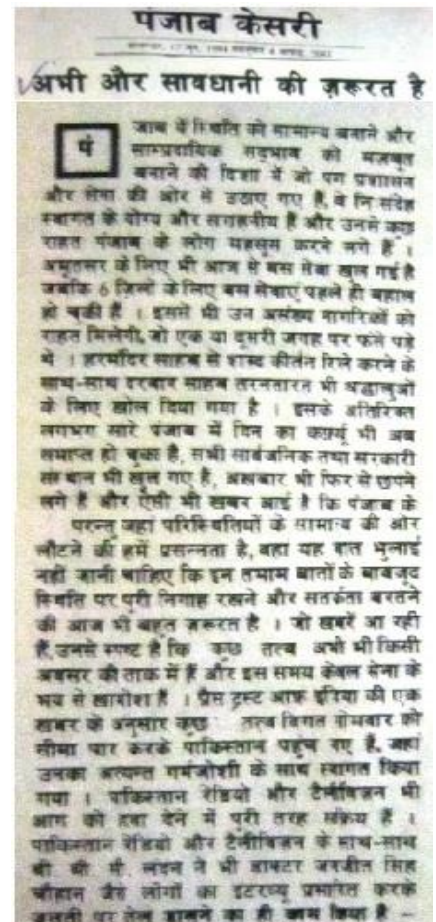 पंजाब केसरी
अभी और सावधानी की ज़रूरत है
पं
जाब में स्थिति को सामान्य बनाने और
साम्प्रदायिक सद्भाव को मजबूत
बनाने की दिशा में जो पग प्रशासन
और सेना की ओर से उठाए गए हैं, वे नि संदेह
स्वागत के योग्य और सराहनीय हैं और उनसे कुछ
राहत पंजाब के लोग महसूस करने लगे हैं ।
अमृतसर के लिए भी आज से बस सेवा खुल गई है
जबकि 6 ज़िलों के लिए बस सेवाएं पहले ही बहाल
हो चुकी हैं । इससे भी उन असंख्य नागरिकों को
राहत मिलेगी, जो एक या दूसरी जगह पर फंसे पड़े
थे । हरमंदिर साहब से शब्द कीर्तन रिले करने के
साथ-साथ दरबार साहब तरनतारन भी श्रद्धालुओं
के लिए खोल दिया गया है । इसके अतिरिक्त
लगभग सारे पंजाब में दिन का कर्फ्यू भी अब
समाप्त हो चुका है, सभी सार्वजनिक तथा सरकारी
संस्थान भी खुल गए है, अखबार भी फिर से छपने
लगे हैं और ऐसी भी खबर आई है कि पंजाब के
परन्तु जहां परिस्थितियों के सामान्य की ओर
लौटने की हमें प्रसन्नता है, वहां यह बात भुलाई
नहीं जानी चाहिए कि इन तमाम बातों के बावजूद
स्थिति पर पूरी निगाह रखने और सतर्कता बरतने
की आज भी बहुत ज़रूरत है । जो खबरें आ रही
हैं, उनसे स्पष्ट है कि कुछ तत्व अभी भी किसी
अवसर की ताक में हैं और इस समय केवल सेना के
भय से खामोश हैं । प्रैस ट्रस्ट आफ इंडिया की एक
खबर के अनुसार कुछ तत्व विगत सोमवार को
सीमा पार करके पाकिस्तान पहुंच गए हैं, जहां
उनका अत्यन्त गर्मजोशी के साथ स्वागत किया
गया । पाकिस्तान रेडियो और टैलीविज़न भी
आग को हवा देने में पूरी तरह सक्रिय हैं ।
पाकिस्तान रेडियो और टैलीविज़न के साथ-साथ
बी बी सी लंदन ने भी डाक्टर जगजीत सिंह
चौहान जैसे लोगों का इंटरव्यू प्रसारित करके
जलती पर तेल डालने का ही काम किया है